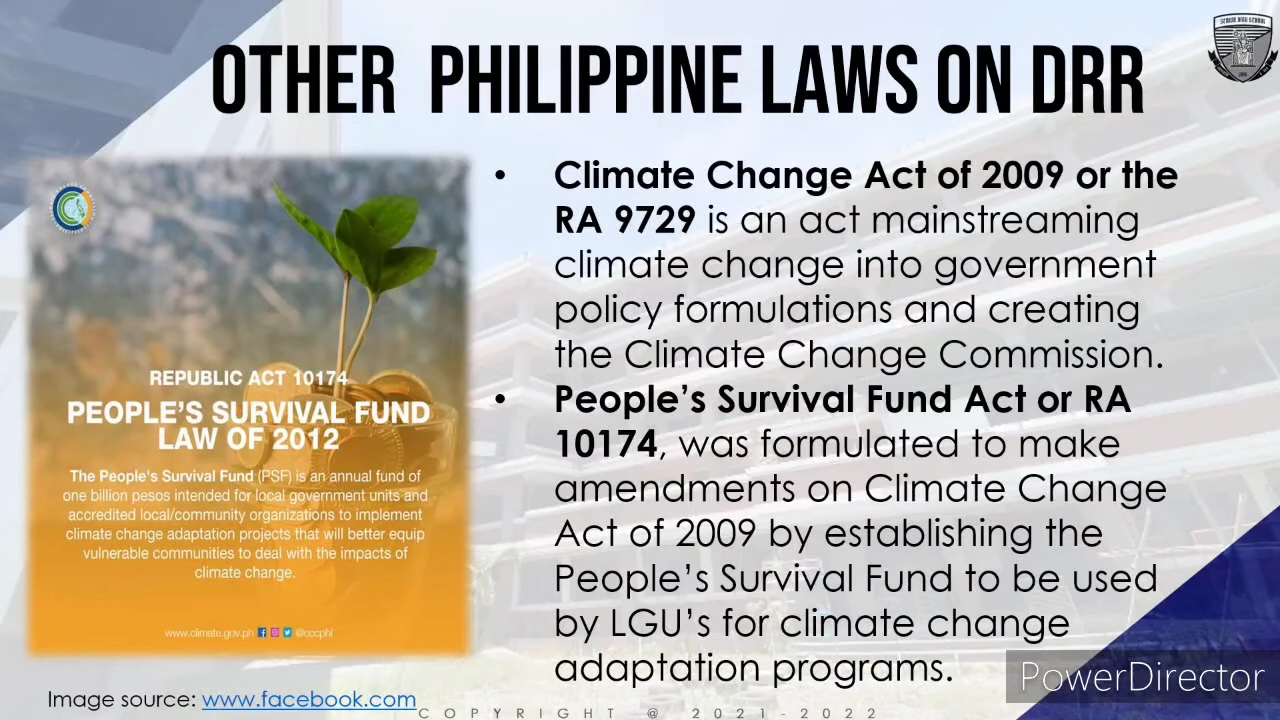 SENIOR HIGH SCHOOL
OTHER PHILIPPINE LAWS ON DRR
REPUBLIC ACT 10174
PEOPLE'S SURVIVAL FUND
LAW OF 2012
The People's Survival Fund (PSF) is an annual fund of
one billion pesos intended for local government units and
accredited local/community organizations to implement
climate change adaptation projects that will better equip
vulnerable communities to deal with the impacts of
climate change.
www.climate.gov.ph @cccphl
Image source: www.facebook.com
• Climate Change Act of 2009 or the
RA 9729 is an act mainstreaming
climate change into government
policy formulations and creating
the Climate Change Commission.
• People’s Survival Fund Act or RA
10174, was formulated to make
amendments on Climate Change
Act of 2009 by establishing the
People’s Survival Fund to be used
by LGU’s for climate change
adaptation programs.
PowerDirector
COPYRIGHT @ 2021-2022